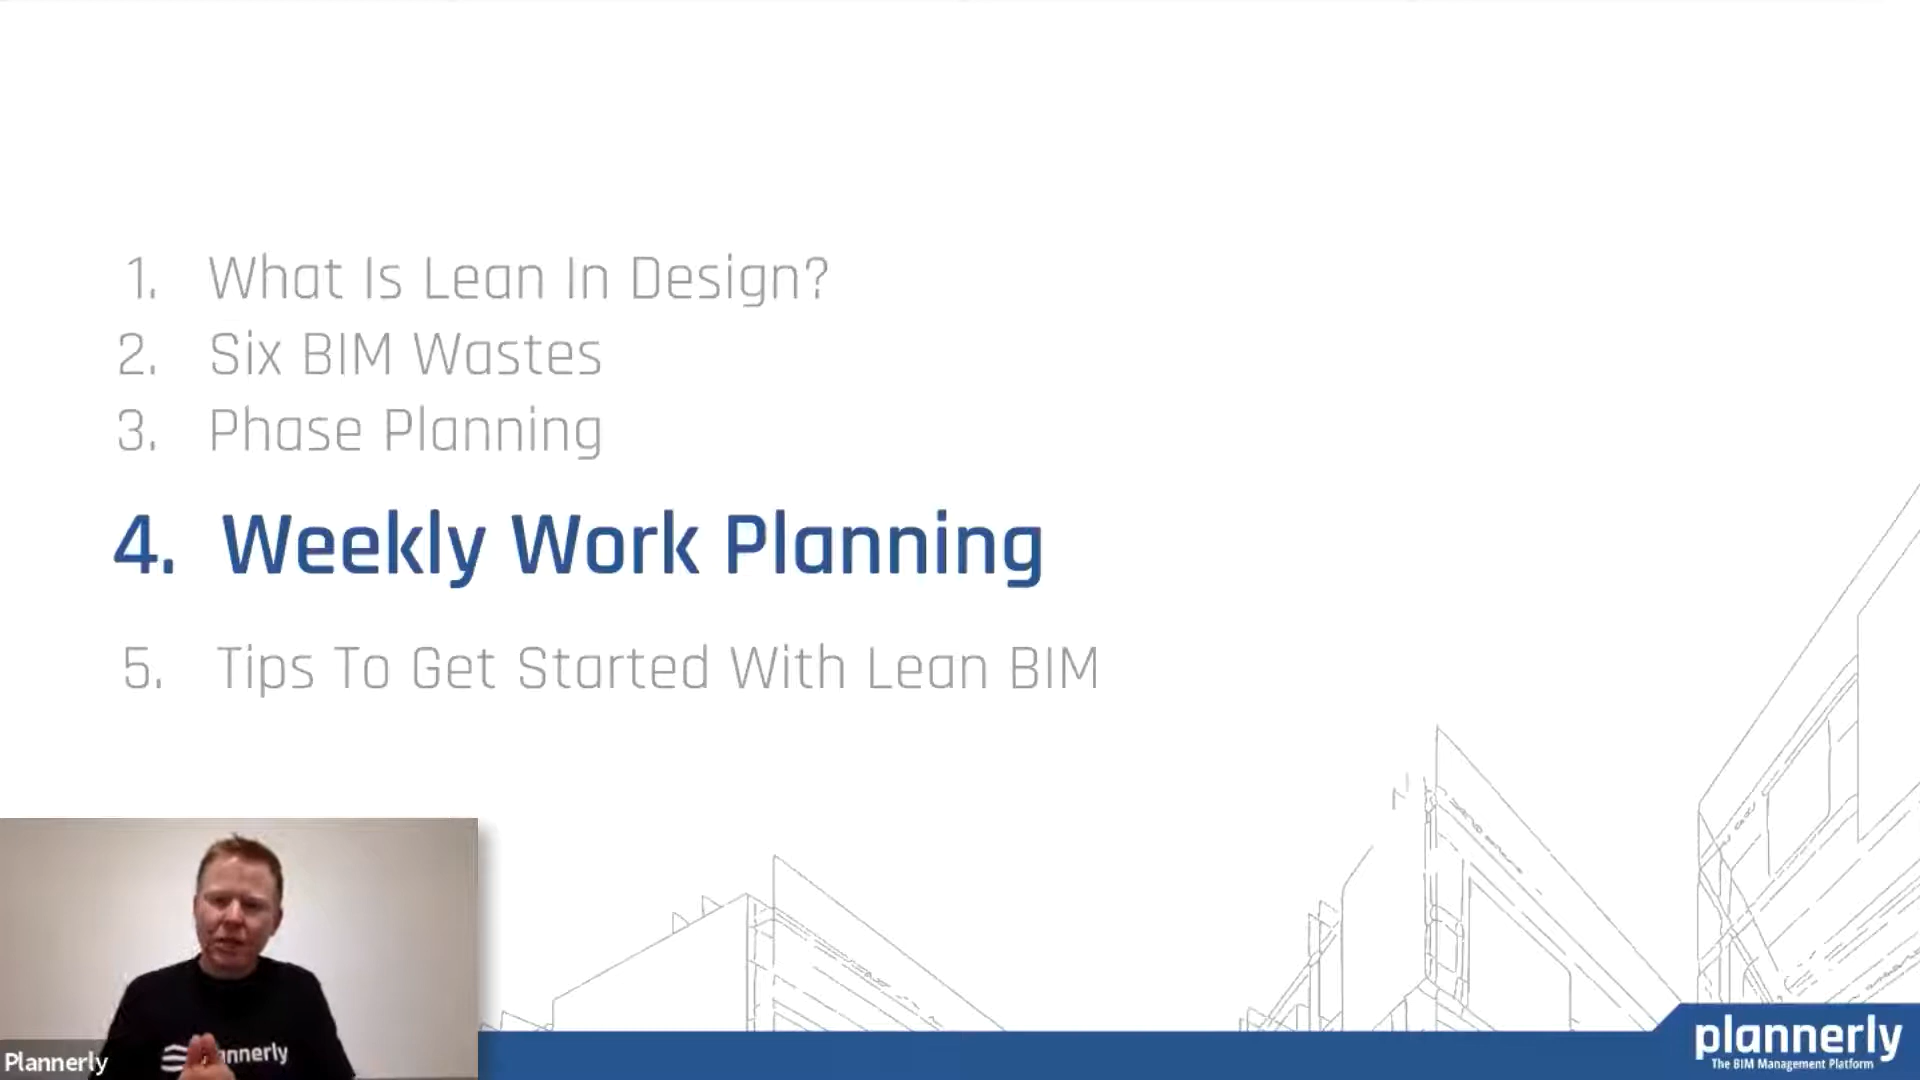 1. What Is Lean In Design?
2. Six BIM Wastes
3. Phase Planning
4. Weekly Work Planning
5. Tips To Get Started With Lean BIM
nnerly
Plannerly
plannerly
The BIM Management Platform